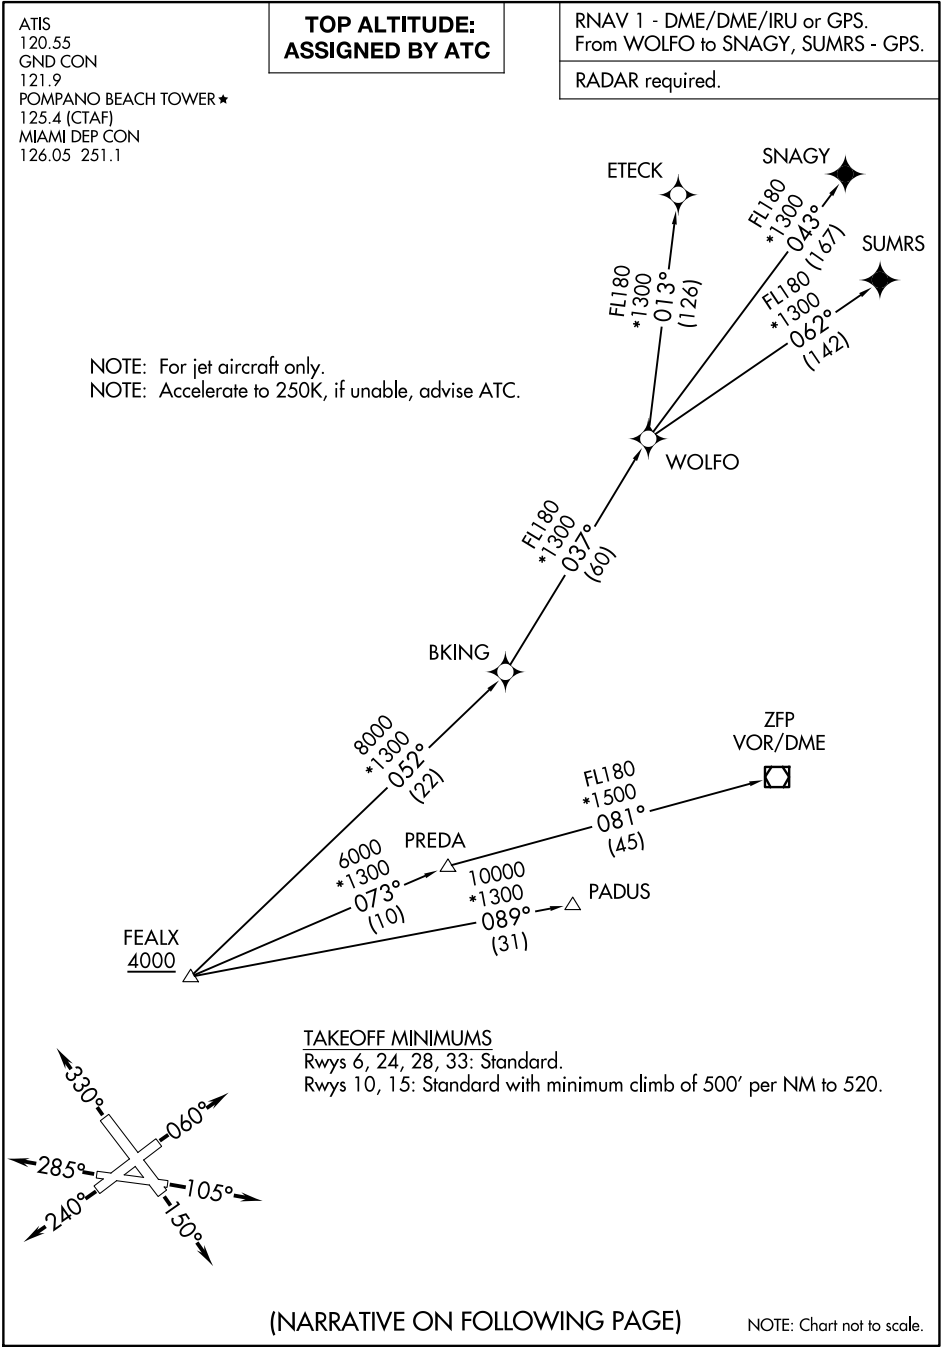 ATIS
120.55
GND CON
121.9
POMPANO BEACH TOWER★
125.4 (CTAF)
MIAMI DEP CON
126.05 251.1
TOP ALTITUDE:
ASSIGNED BY ATC
RNAV 1 - DME/DME/IRU or GPS.
From WOLFO to SNAGY, SUMRS - GPS.
RADAR required.
ETECK
SNAGY
SUMRS
FL180
*1300
013°
(126)
FL180
*1300
043°
(167)
FL180
*1300
062°
(142)
NOTE: For jet aircraft only.
NOTE: Accelerate to 250K, if unable, advise ATC.
WOLFO
FL180
*1300
037°
(60)
BKING
8000
*1300
052°
(22)
ZFP
VOR/DME
FL180
*1500
081°
(45)
PREDA
6000
*1300
073°
(10)
10000
*1300
089°
(31)
PADUS
FEALX
4000
TAKEOFF MINIMUMS
Rwys 6, 24, 28, 33: Standard.
Rwys 10, 15: Standard with minimum climb of 500' per NM to 520.
330°
060°
285°
105°
240°
150°
(NARRATIVE ON FOLLOWING PAGE)
NOTE: Chart not to scale.